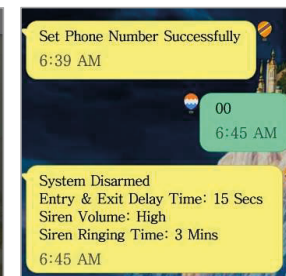 Set Phone Number Successfully
6:39 AM
00
6:45 AM
System Disarmed
Entry & Exit Delay Time: 15 Secs
Siren Volume: High
Siren Ringing Time: 3 Mins
6:45 AM